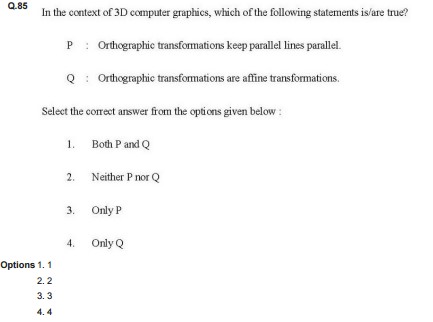 Q.85
In the context of 3D computer graphics, which of the following statements is/are true?
P : Orthographic transformations keep parallel lines parallel.
Q : Orthographic transformations are affine transformations.
Select the correct answer from the options given below :
1. Both P and Q
2. Neither P nor Q
3. Only P
4. Only Q
Options 1. 1
2. 2
3. 3
4. 4